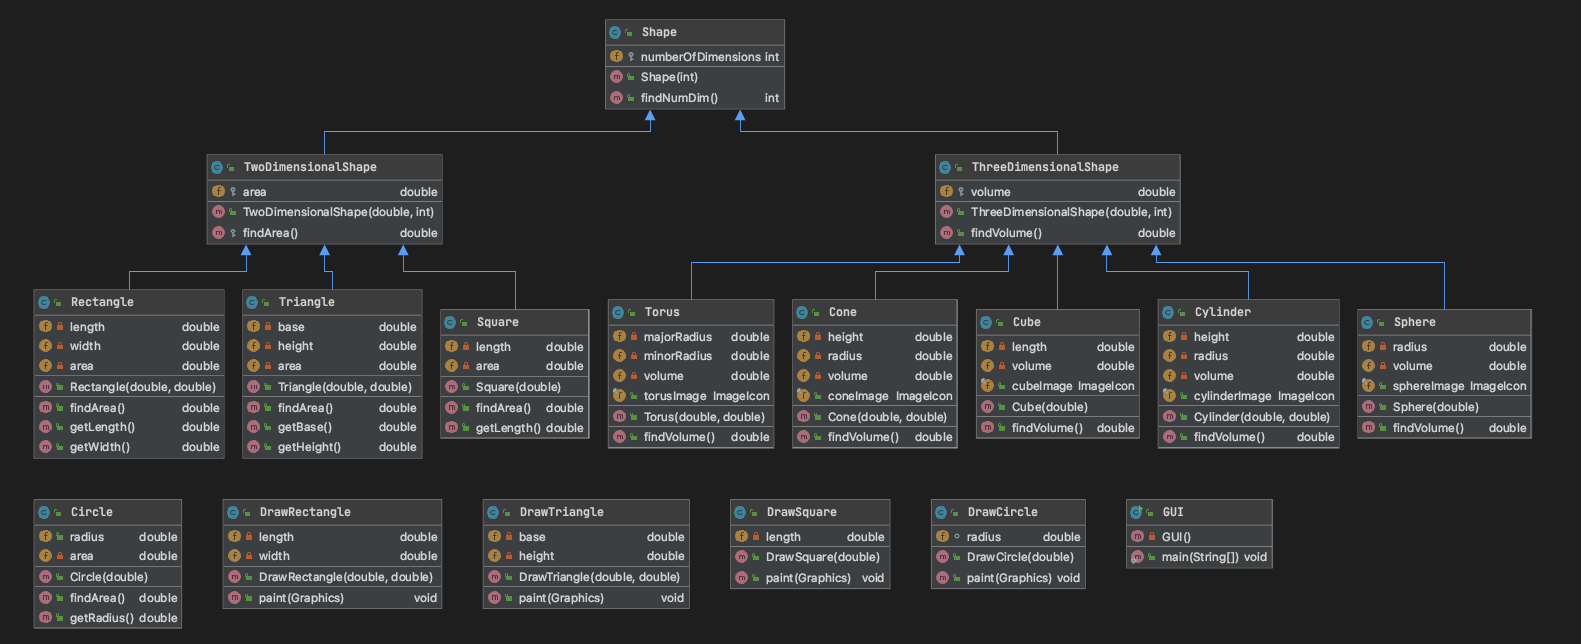 Shape
numberOfDimensions int
Shape(int)
findNumDim() int
TwoDimensionalShape
area double
TwoDimensionalShape(double, int)
findArea() double
ThreeDimensionalShape
volume double
ThreeDimensionalShape(double, int)
findVolume() double
Rectangle
length double
width double
area double
Rectangle(double, double)
findArea() double
getLength() double
getWidth() double
Triangle
base double
height double
area double
Triangle(double, double)
findArea() double
getBase() double
getHeight() double
Square
length double
area double
Square(double)
findArea() double
getLength() double
Torus
majorRadius double
minorRadius double
volume double
torusImage ImageIcon
Torus(double, double)
findVolume() double
Cone
height double
radius double
volume double
coneImage ImageIcon
Cone(double, double)
findVolume() double
Cube
length double
volume double
cubeImage ImageIcon
Cube(double)
findVolume() double
Cylinder
height double
radius double
volume double
cylinderImage ImageIcon
Cylinder(double, double)
findVolume() double
Sphere
radius double
volume double
sphereImage ImageIcon
Sphere(double)
findVolume() double
Circle
radius double
area double
Circle(double)
findArea() double
getRadius() double
DrawRectangle
length double
width double
DrawRectangle(double, double)
paint(Graphics) void
DrawTriangle
base double
height double
DrawTriangle(double, double)
paint(Graphics) void
DrawSquare
length double
DrawSquare(double)
paint(Graphics) void
DrawCircle
radius double
DrawCircle(double)
paint(Graphics) void
GUI
GUI()
main(String[]) void